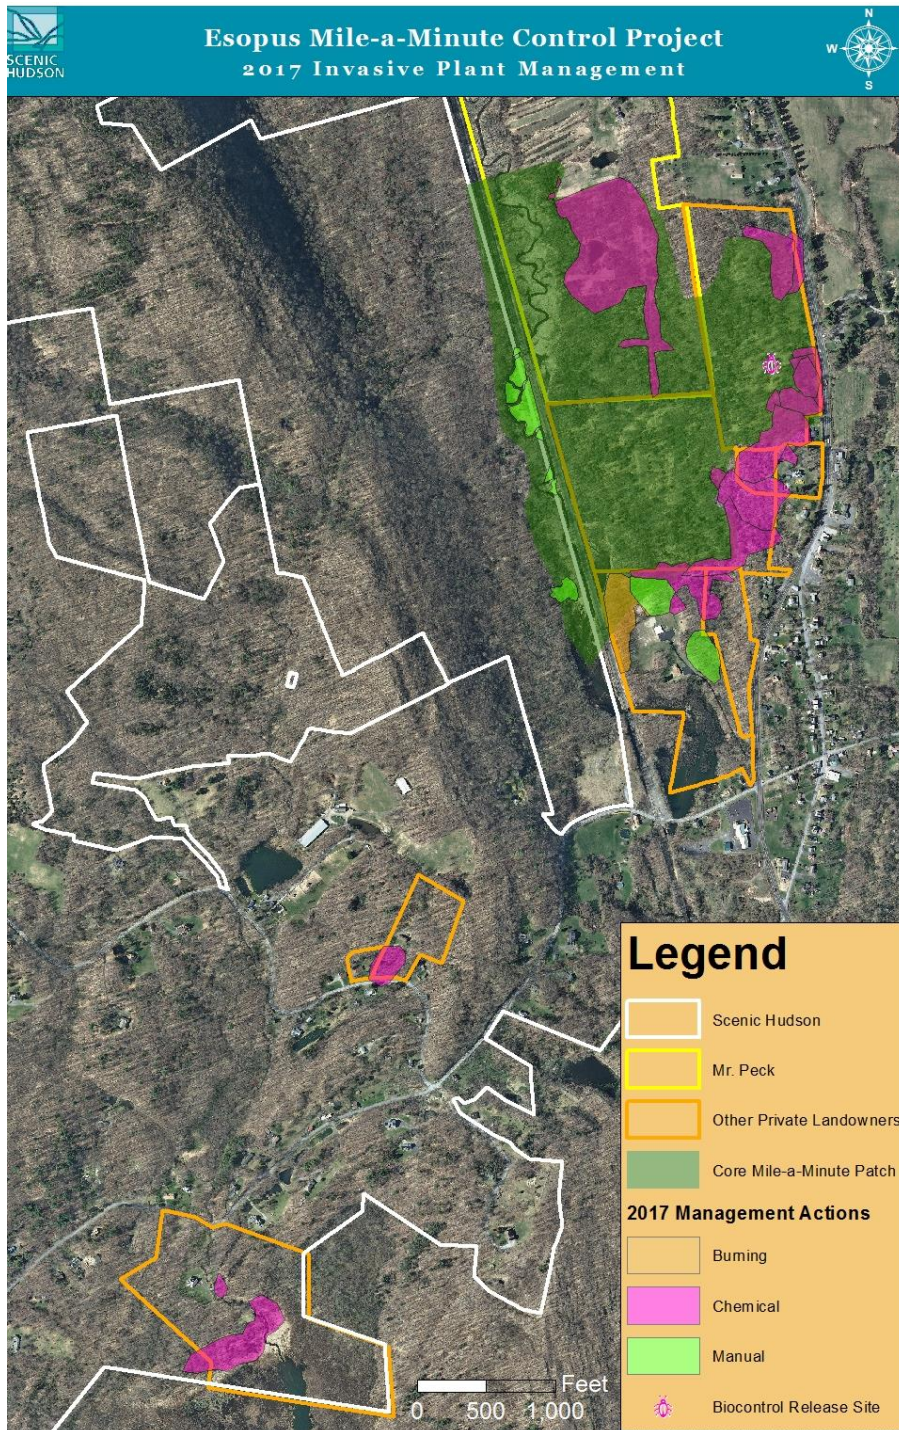 SCENIC
HUDSON
Esopus Mile-a-Minute Control Project
2017 Invasive Plant Management
N
W
S
Legend
Scenic Hudson
Mr. Peck
Other Private Landowners
Core Mile-a-Minute Patch
2017 Management Actions
Burning
Chemical
Manual
Biocontrol Release Site
Feet
0 500 1,000